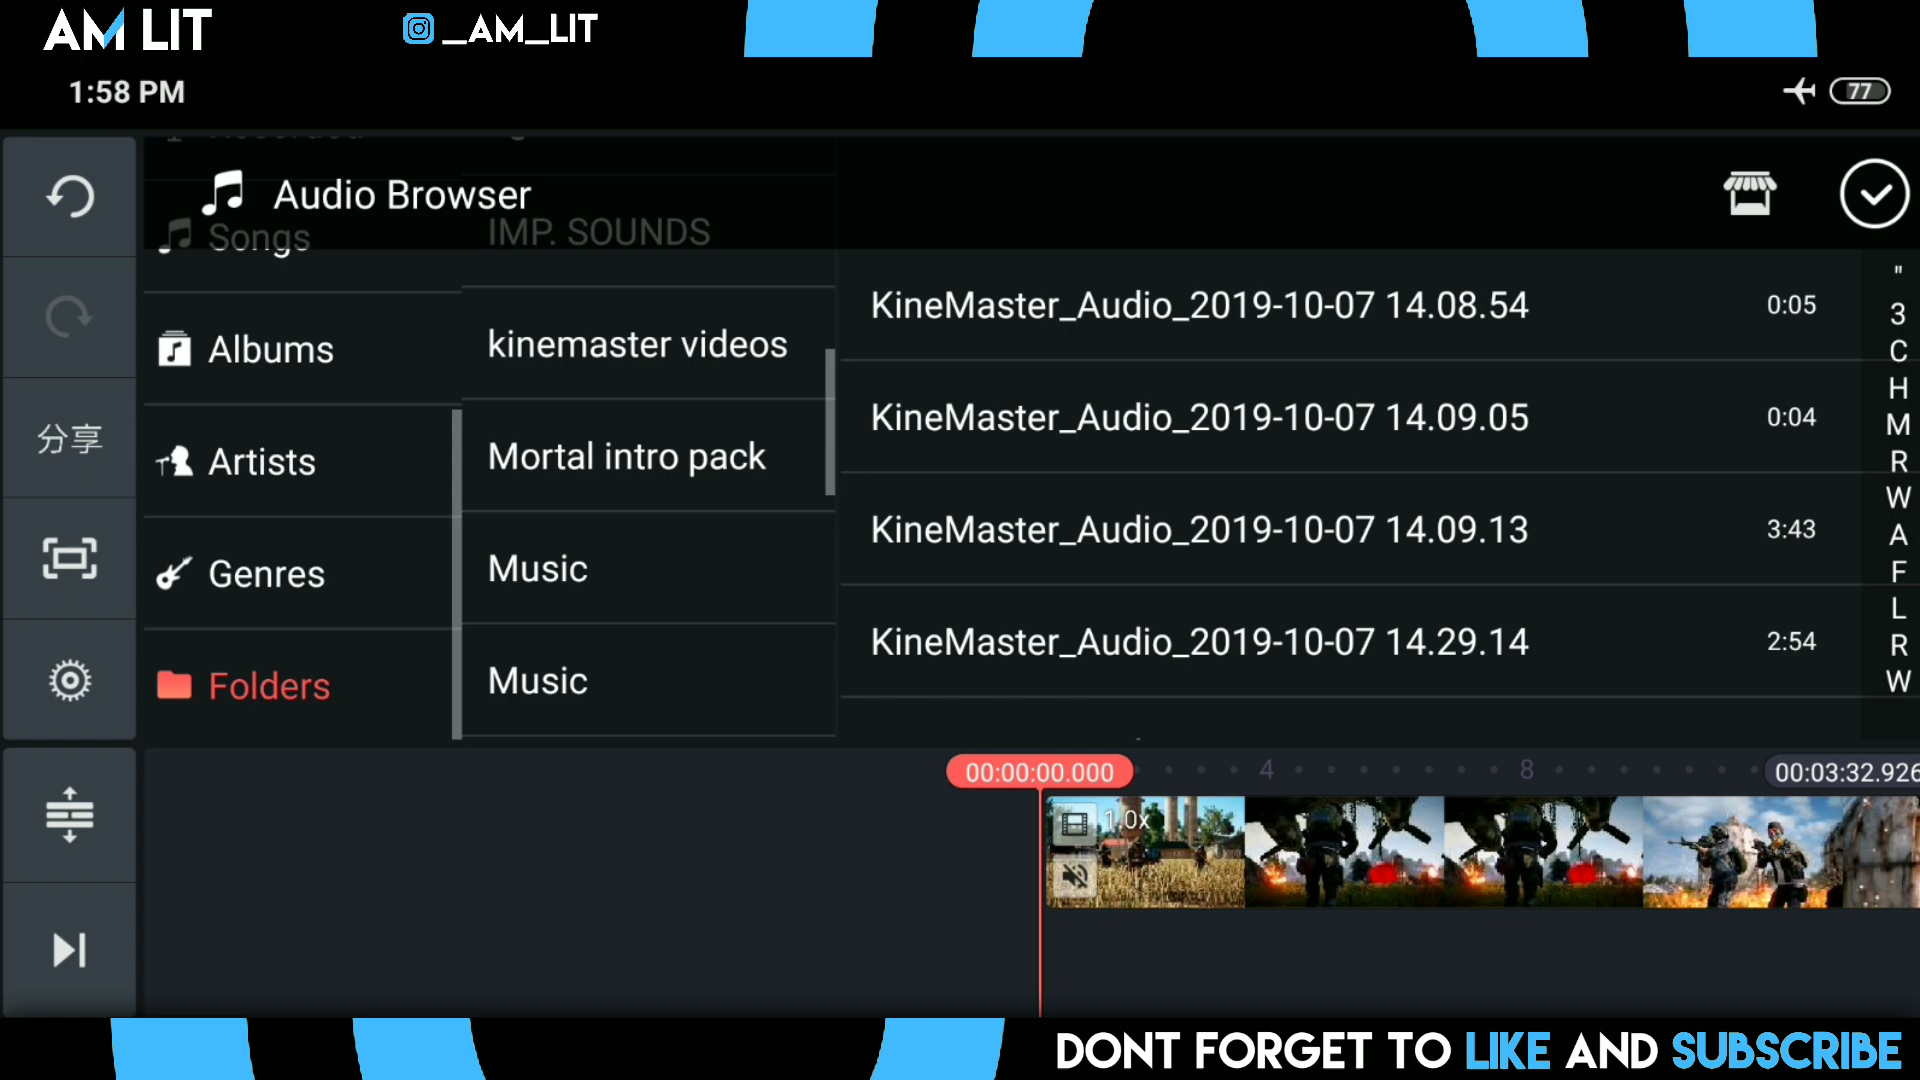 AM LIT
_AM_LIT
1:58 PM
77
Audio Browser
Songs
Albums
Artists
Genres
Folders
IMP. SOUNDS
kinemaster videos
Mortal intro pack
Music
Music
KineMaster_Audio_2019-10-07 14.08.54 0:05
KineMaster_Audio_2019-10-07 14.09.05 0:04
KineMaster_Audio_2019-10-07 14.09.13 3:43
KineMaster_Audio_2019-10-07 14.29.14 2:54
"
3
C
H
M
R
W
A
F
L
R
W
分享
00:00:00.000 4 8 00:03:32.926
1.0x
DONT FORGET TO LIKE AND SUBSCRIBE